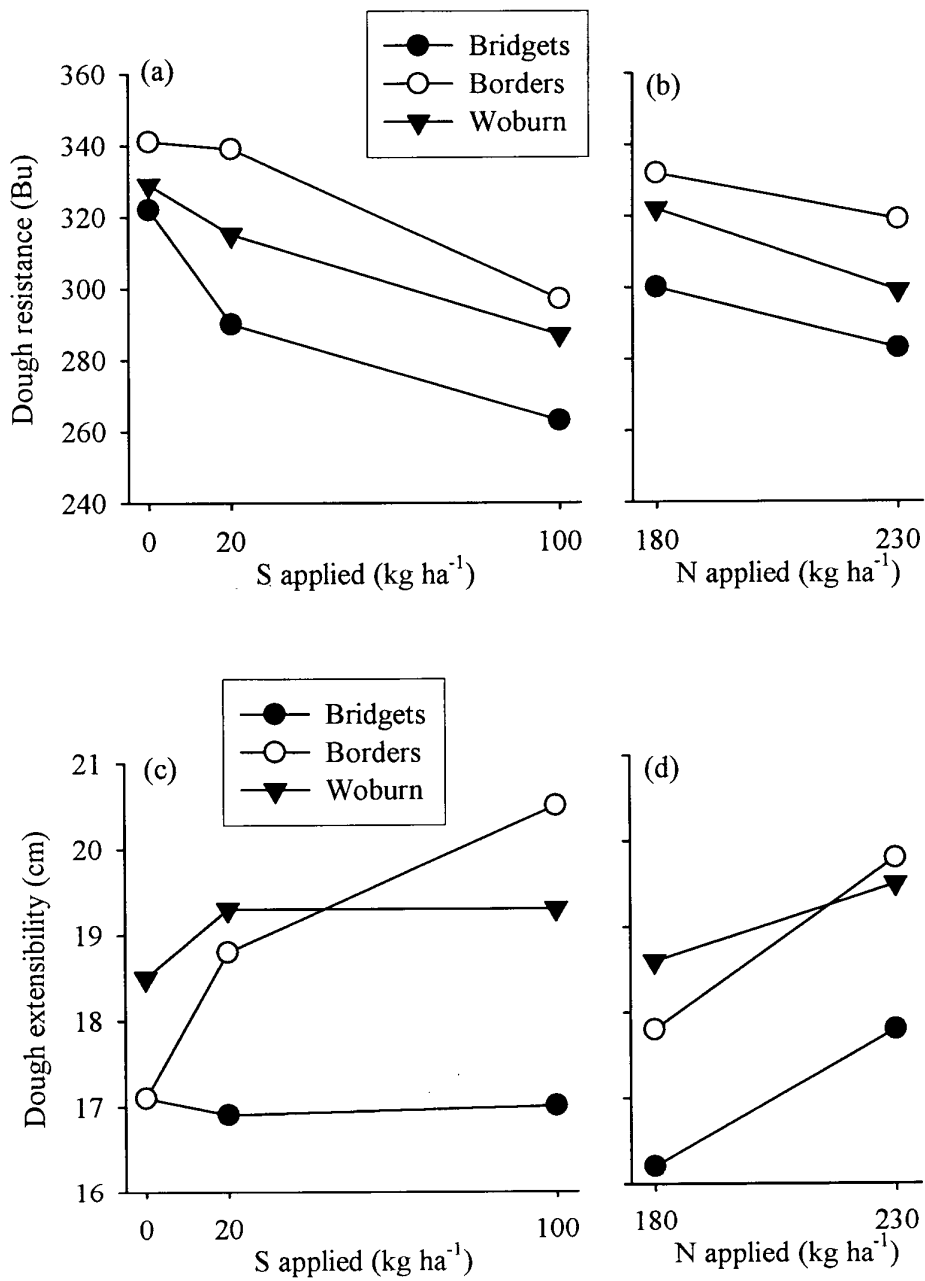 Bridgets
Borders
Woburn
(a)
(b)
Dough resistance (Bu)
360
340
320
300
280
260
240
0
20
100
S applied (kg ha⁻¹)
180
230
N applied (kg ha⁻¹)
Bridgets
Borders
Woburn
(c)
(d)
Dough extensibility (cm)
21
20
19
18
17
16
0
20
100
S applied (kg ha⁻¹)
180
230
N applied (kg ha⁻¹)